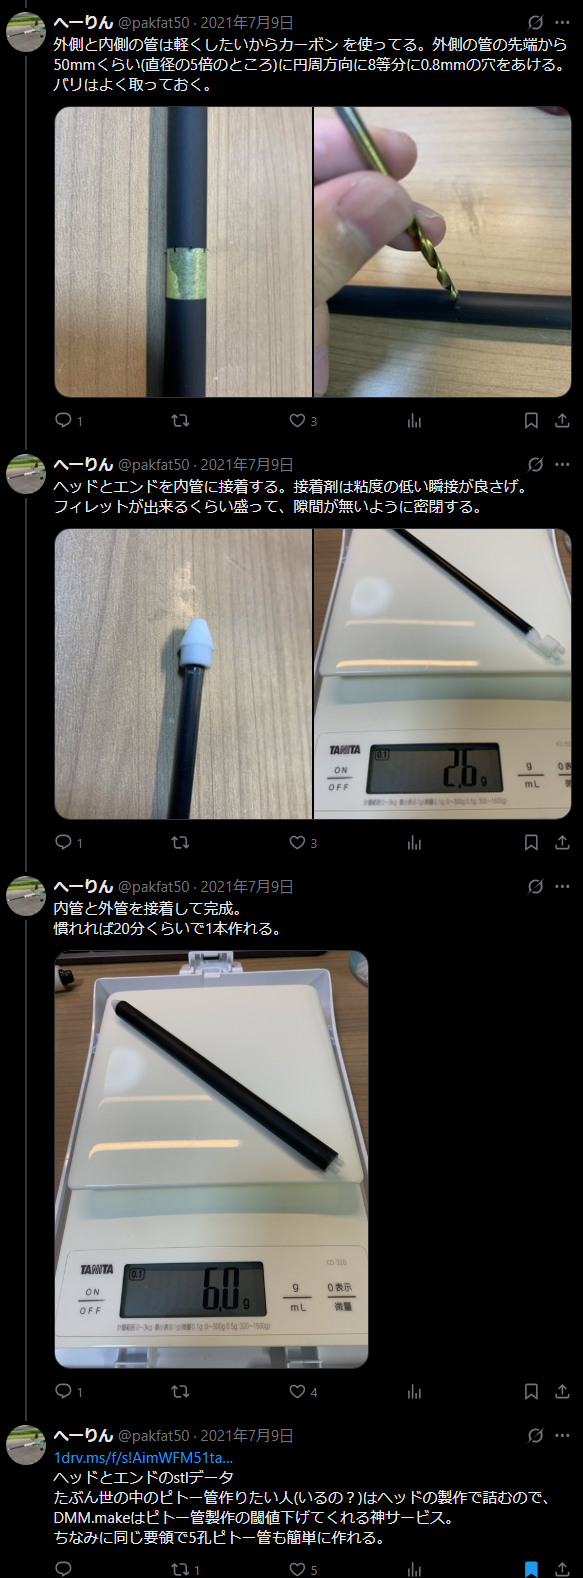 へーりん @pakfat50 · 2021年7月9日
外側と内側の管は軽くしたいからカーボン を使ってる。外側の管の先端から
50mmくらい(直径の5倍のところ)に円周方向に8等分に0.8mmの穴をあける。
バリはよく取っておく。
1
3
へーりん @pakfat50 · 2021年7月9日
ヘッドとエンドを内管に接着する。接着剤は粘度の低い瞬接が良さげ。
フィレットが出来るくらい盛って、隙間が無いように密閉する。
TANITA
0.1
2.6 g
ON
OFF
g
mL
0表
1
3
へーりん @pakfat50 · 2021年7月9日
内管と外管を接着して完成。
慣れれば20分くらいで1本作れる。
TANITA
0.1
6.0 g
ON
OFF
g
mL
0表示
微量
1
4
へーりん @pakfat50 · 2021年7月9日
1drv.ms/f/s!AimWFM51ta...
ヘッドとエンドのstlデータ
たぶん世の中のピトー管作りたい人(いるの？)はヘッドの製作で詰むので、
DMM.makeはピトー管製作の閾値下げてくれる神サービス。
ちなみに同じ要領で5孔ピトー管も簡単に作れる。
1
5